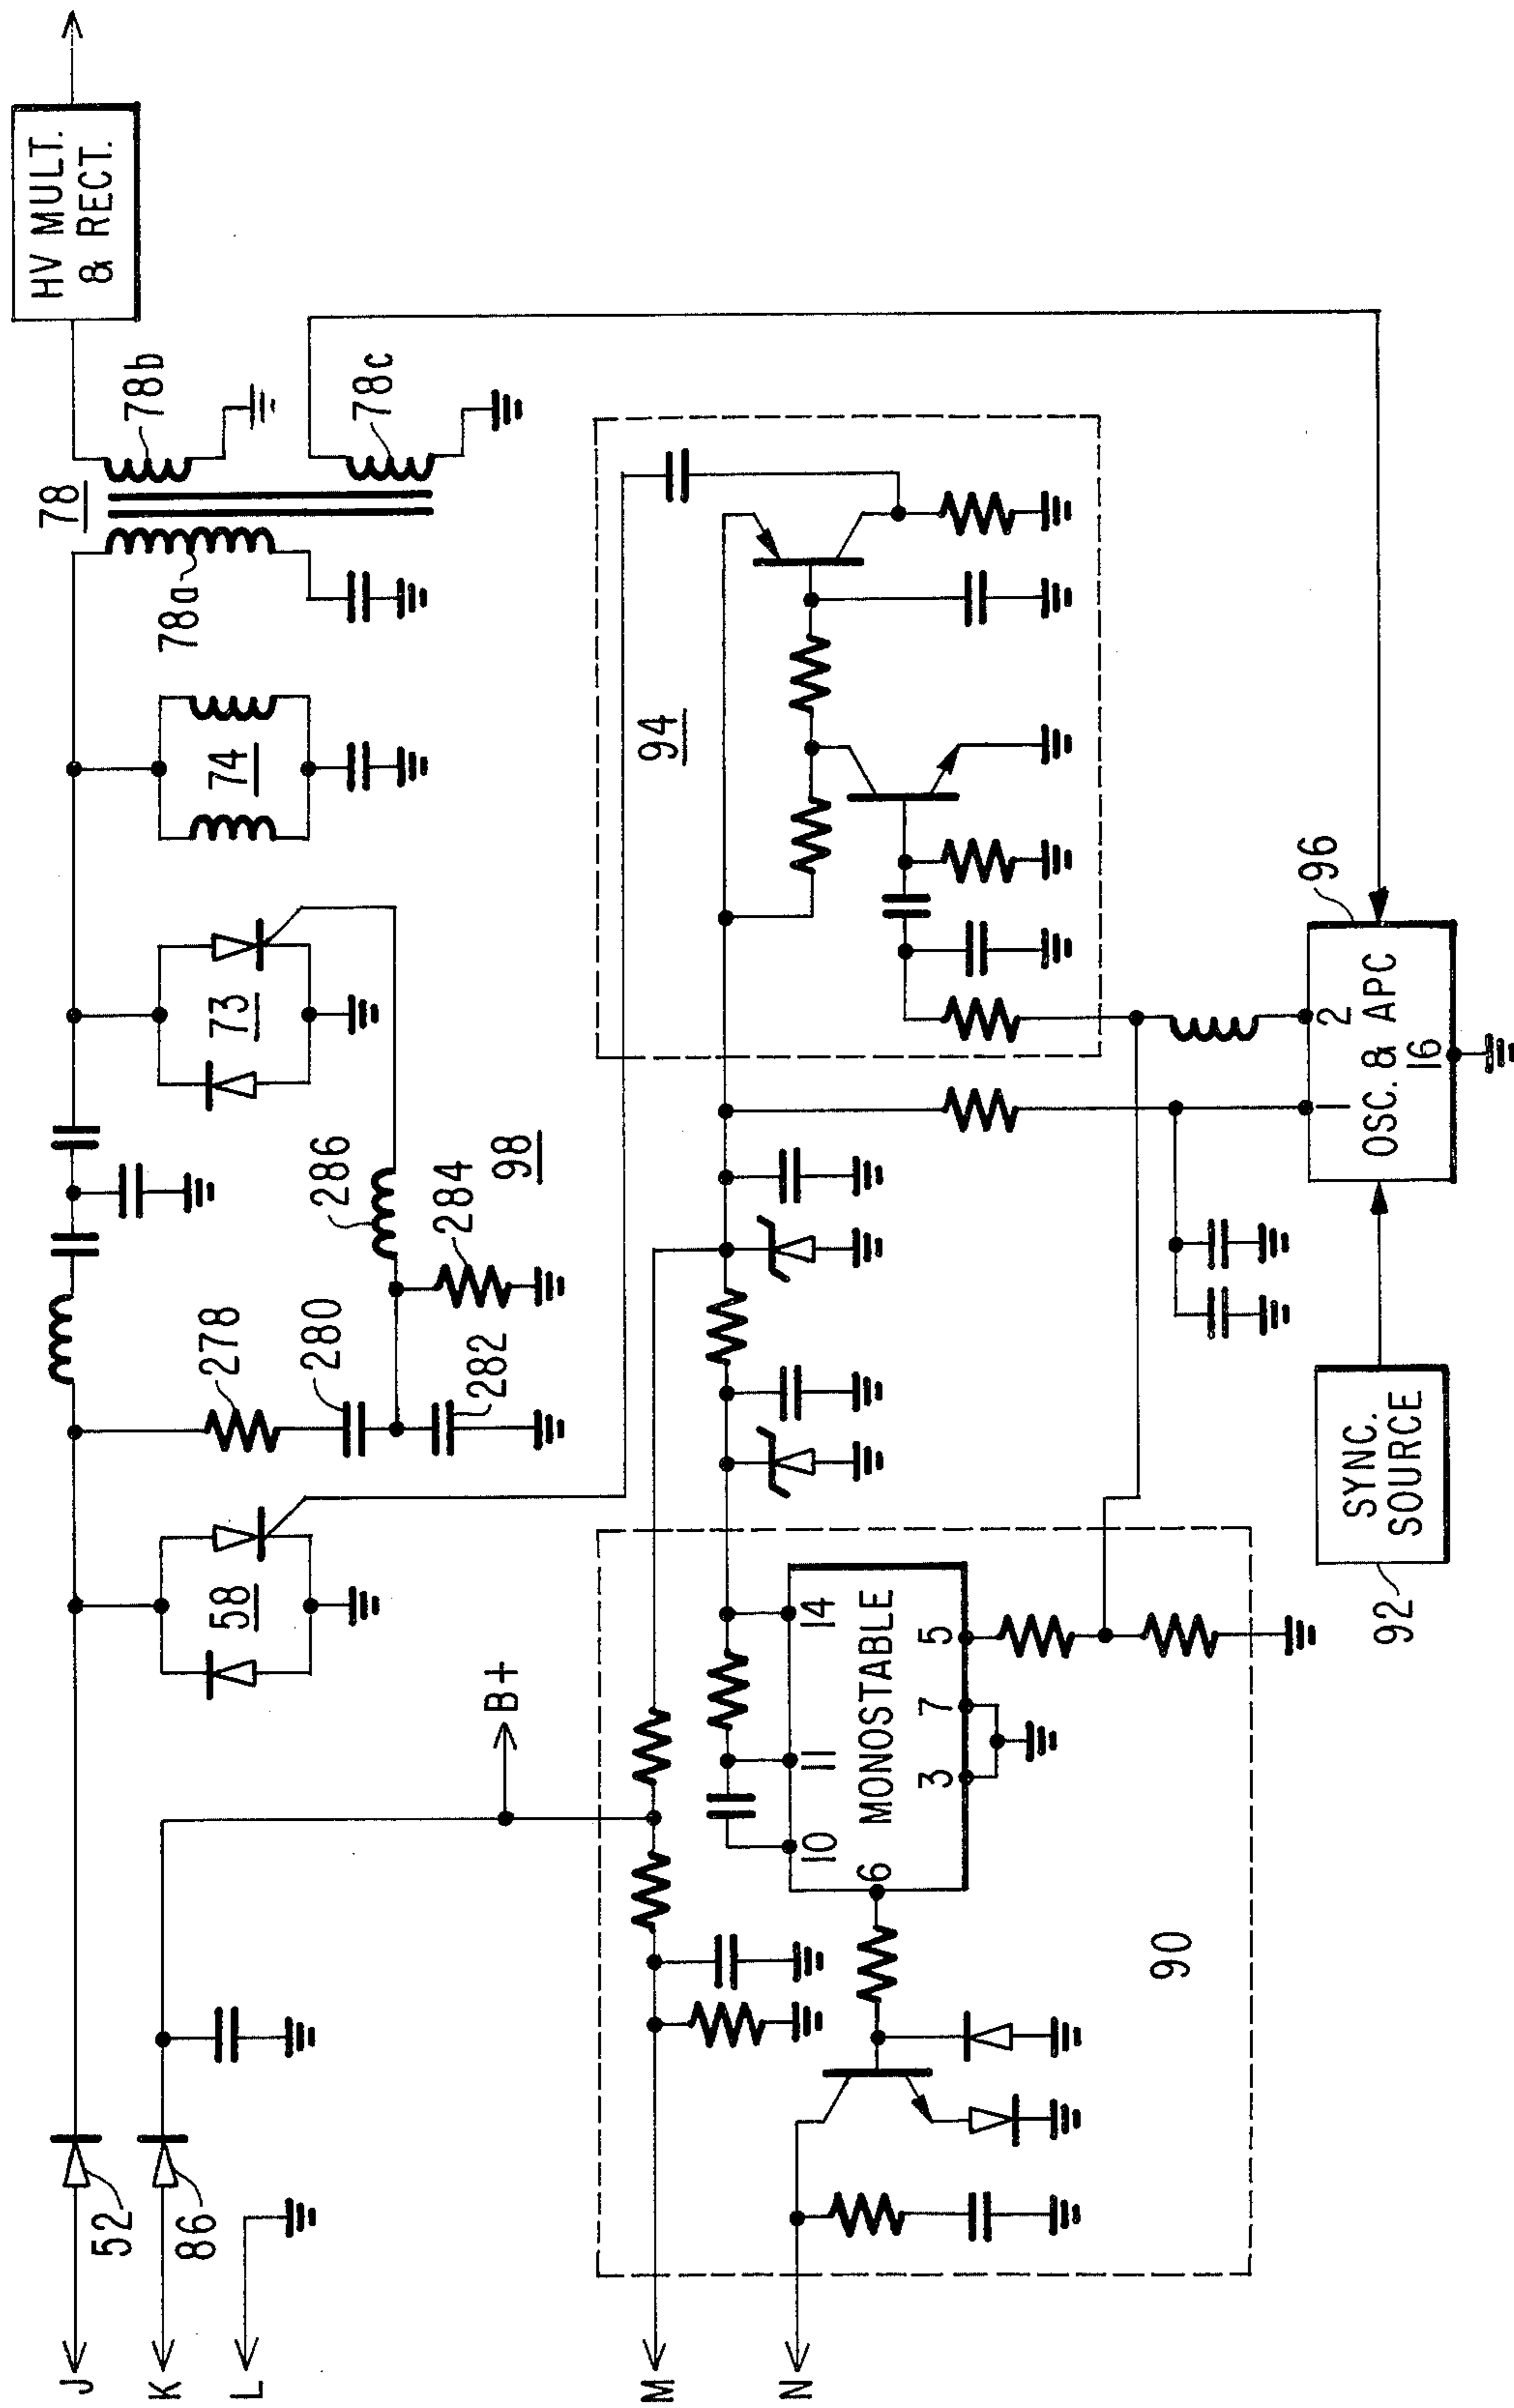 HV MULT.
& RECT.
78
78b
78c
78a
74
73
58
52
86
J
K
L
M
N
278
280
282
284
286
98
B+
94
96
2
1
OSC. & APC
16
SYNC.
SOURCE
92
14
11
10
MONOSTABLE
5
7
3
6
90